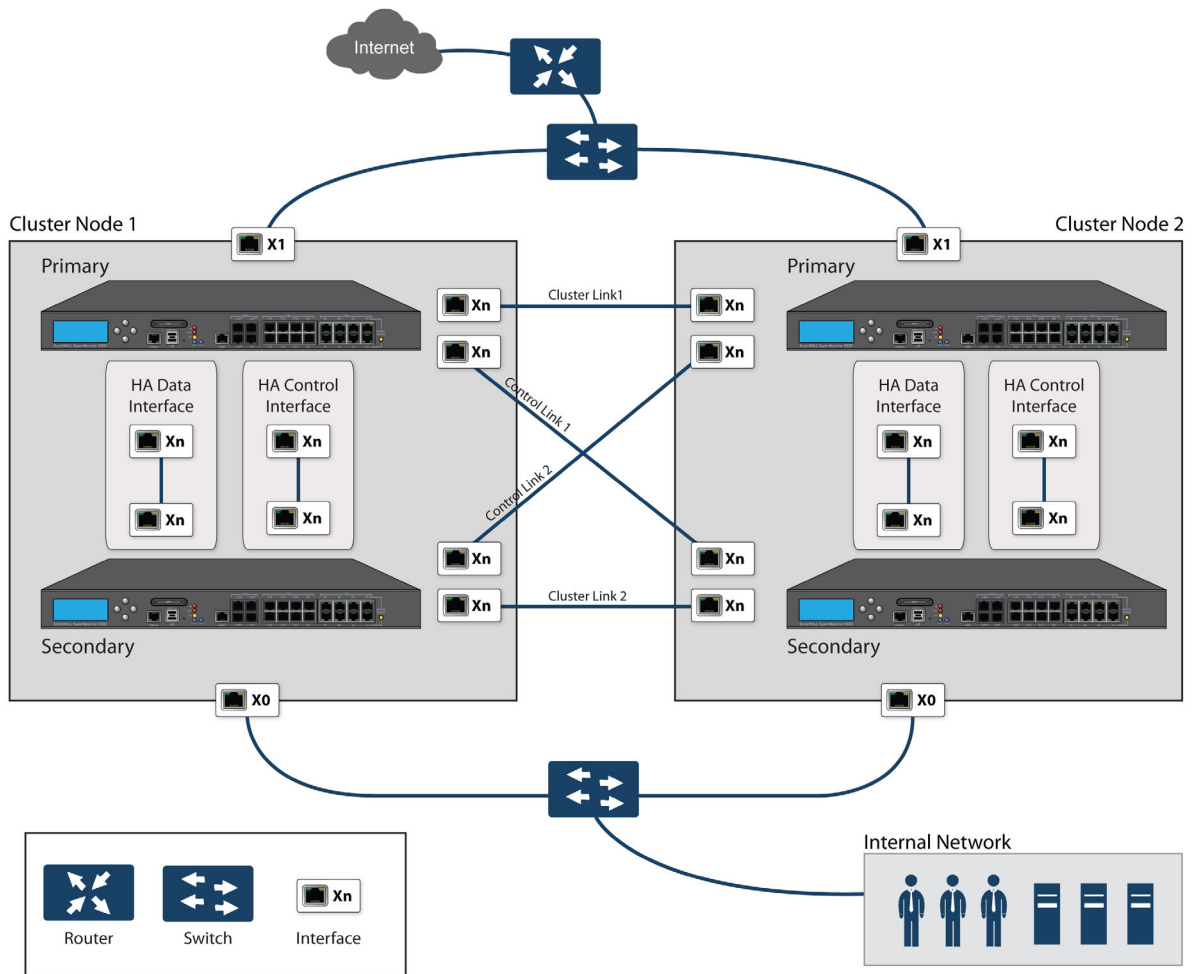 Internet
Cluster Node 1
Cluster Node 2
X1
X1
Primary
Primary
Xn
Cluster Link1
Xn
Xn
Xn
Control Link 1
Control Link 2
HA Data
Interface
HA Control
Interface
HA Data
Interface
HA Control
Interface
Xn
Xn
Xn
Xn
Xn
Xn
Xn
Xn
Xn
Xn
Xn
Cluster Link 2
Xn
Secondary
Secondary
X0
X0
Internal Network
Xn
Router
Switch
Interface